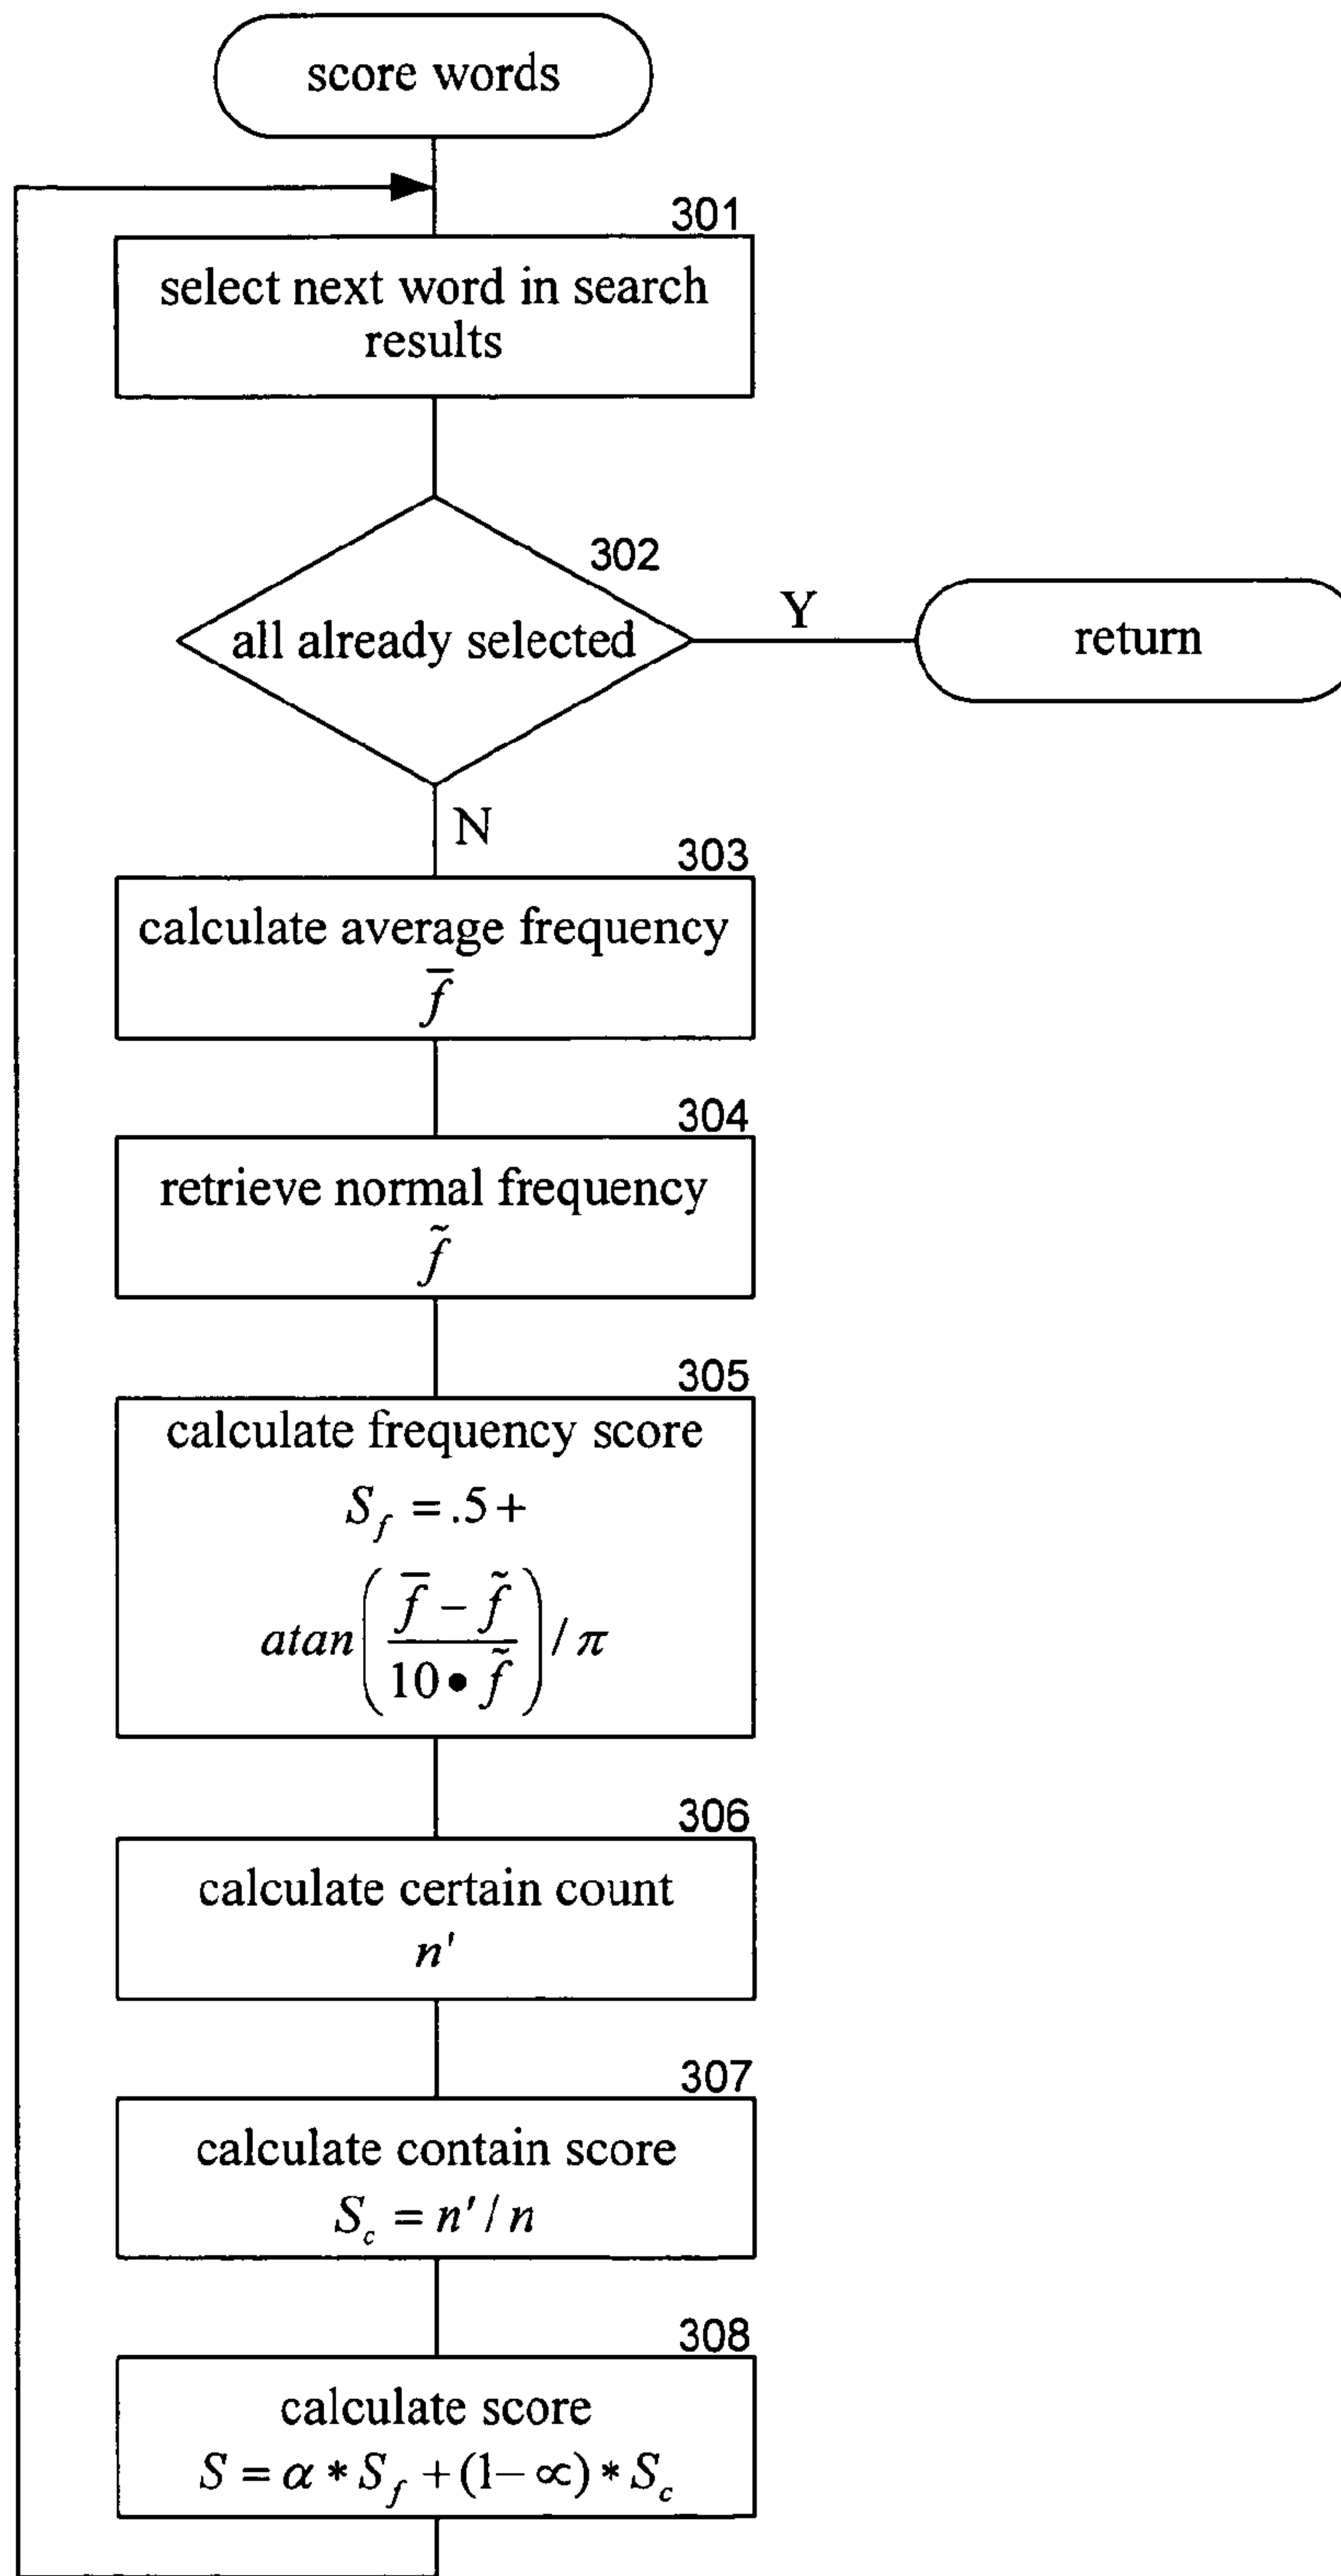 score words
301
select next word in search
results
302
all already selected
Y
return
N
303
calculate average frequency
f̅
304
retrieve normal frequency
f̃
305
calculate frequency score
S_f = .5 +
atan( (f̅ − f̃) / (10 • f̃) ) / π
306
calculate certain count
n'
307
calculate contain score
S_c = n' / n
308
calculate score
S = α * S_f + (1− ∝) * S_c